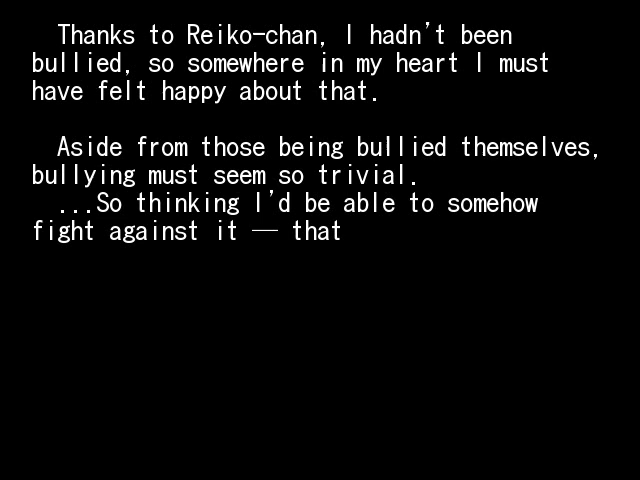 Thanks to Reiko-chan, I hadn't been
bullied, so somewhere in my heart I must
have felt happy about that.
Aside from those being bullied themselves,
bullying must seem so trivial.
...So thinking I'd be able to somehow
fight against it ─ that